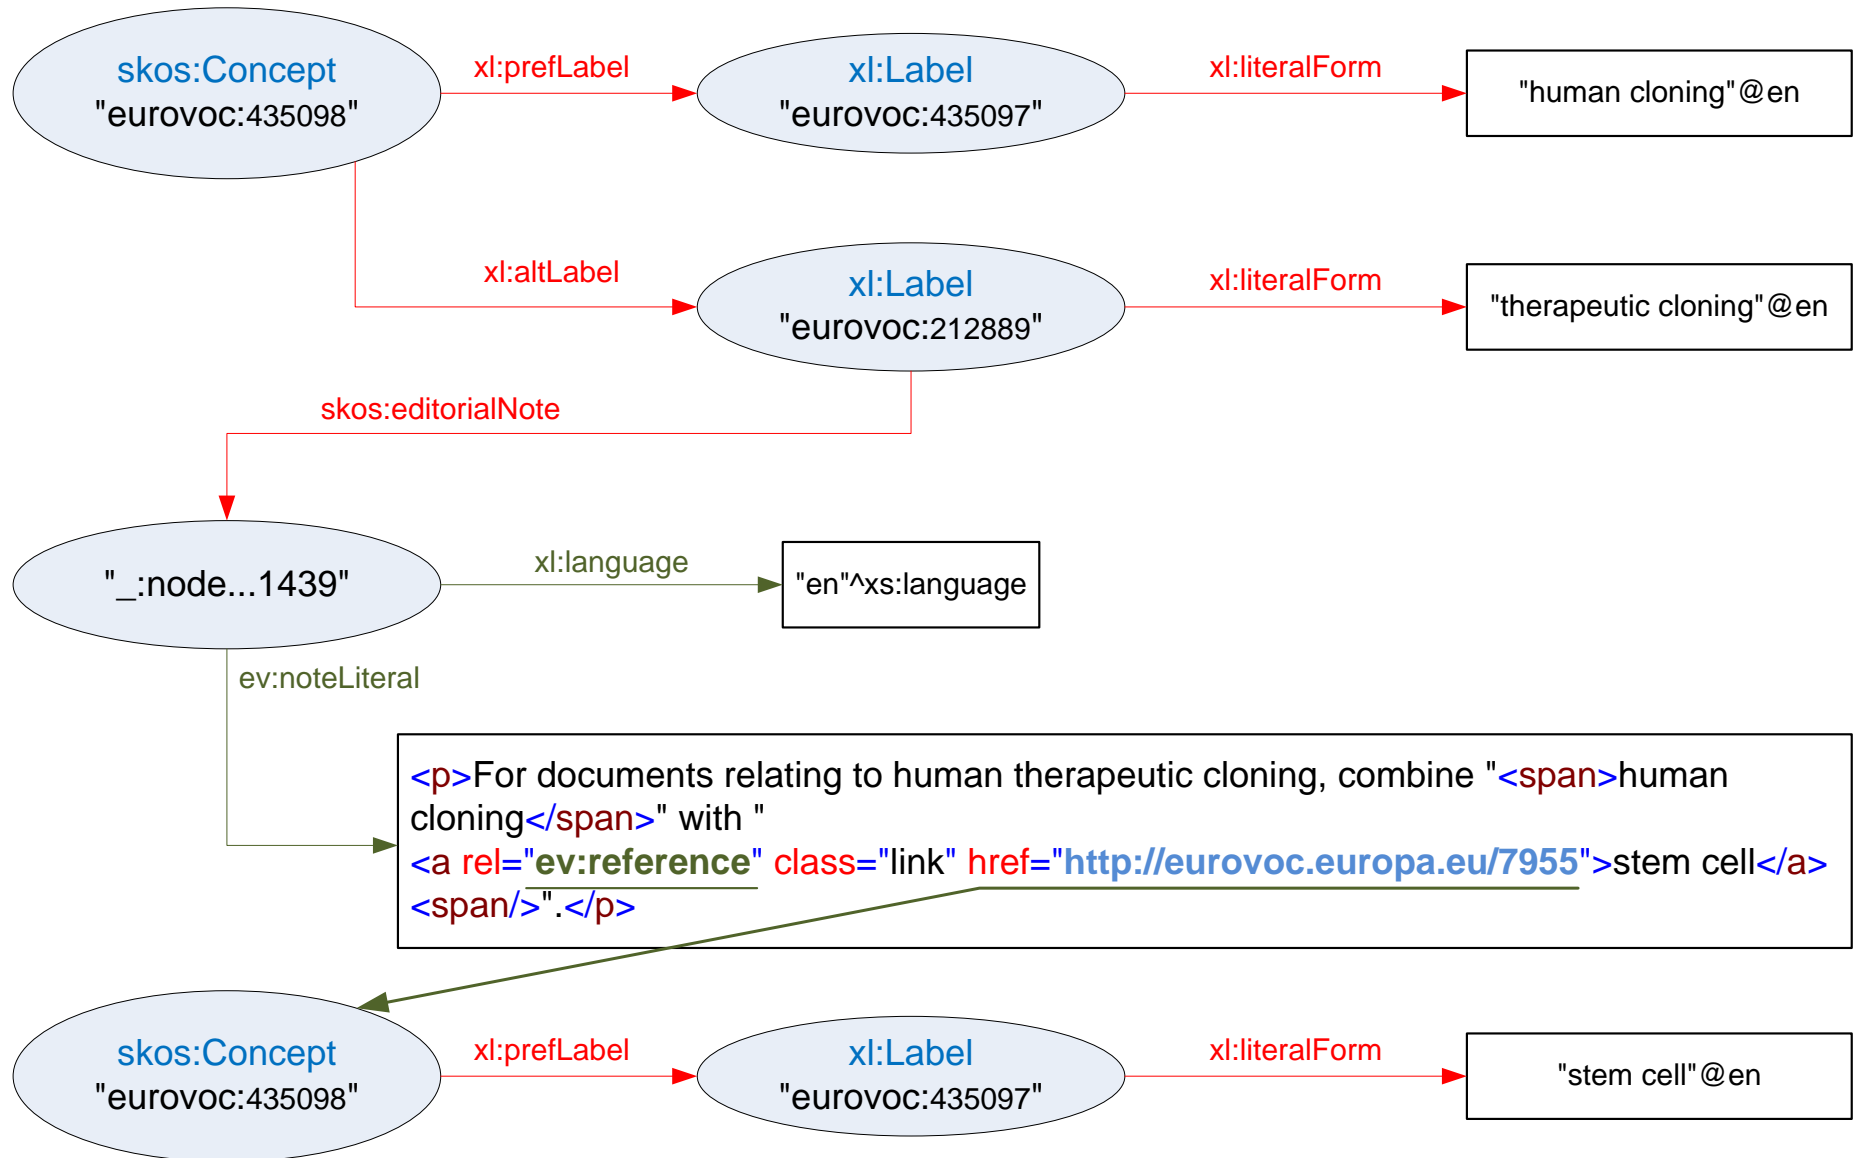 skos:Concept
"eurovoc:435098"
xl:prefLabel
xl:Label
"eurovoc:435097"
xl:literalForm
"human cloning"@en
xl:altLabel
xl:Label
"eurovoc:212889"
xl:literalForm
"therapeutic cloning"@en
skos:editorialNote
"_:node...1439"
xl:language
"en"^xs:language
ev:noteLiteral
<p>For documents relating to human therapeutic cloning, combine "<span>human
cloning</span>" with "
<a rel="ev:reference" class="link" href="http://eurovoc.europa.eu/7955">stem cell</a>
<span/>".</p>
skos:Concept
"eurovoc:435098"
xl:prefLabel
xl:Label
"eurovoc:435097"
xl:literalForm
"stem cell"@en